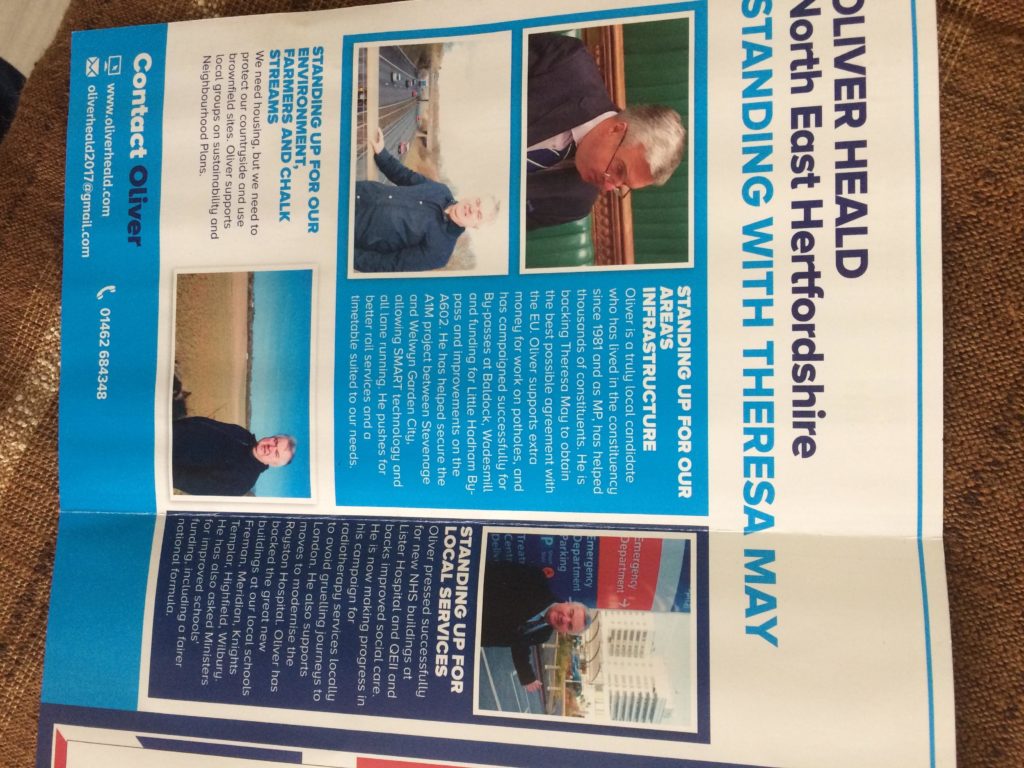 OLIVER HEALD
North East Hertfordshire
STANDING WITH THERESA MAY
STANDING UP FOR OUR
AREA'S
INFRASTRUCTURE
Oliver is a truly local candidate
who has lived in the constituency
since 1981 and as MP, has helped
thousands of constituents. He is
backing Theresa May to obtain
the best possible agreement with
the EU. Oliver supports extra
money for work on potholes, and
has campaigned successfully for
By-passes at Baldock, Wadesmill
and funding for Little Hadham By-
pass and improvements on the
A602. He has helped secure the
A1M project between Stevenage
and Welwyn Garden City,
allowing SMART technology and
all lane running. He pushes for
better rail services and a
timetable suited to our needs.
Emergency
Department
Emergency
Department
Parking
STANDING UP FOR
LOCAL SERVICES
Oliver pressed successfully
for new NHS buildings at
Lister Hospital and QEII and
backs improved social care.
He is now making progress in
his campaign for
radiotherapy services locally
to avoid gruelling journeys to
London. He also supports
moves to modernise the
Royston Hospital. Oliver has
backed the great new
buildings at our local schools
Freman, Meridian, Knights
Templar, Highfield, Wilbury.
He has also asked Ministers
for improved schools'
funding, including a fairer
national formula.
STANDING UP FOR OUR
ENVIRONMENT,
FARMERS AND CHALK
STREAMS
We need housing, but we need to
protect our countryside and use
brownfield sites. Oliver supports
local groups on sustainability and
Neighbourhood Plans.
Contact Oliver
www.oliverheald.com
01462 684348
oliverheald2017@gmail.com